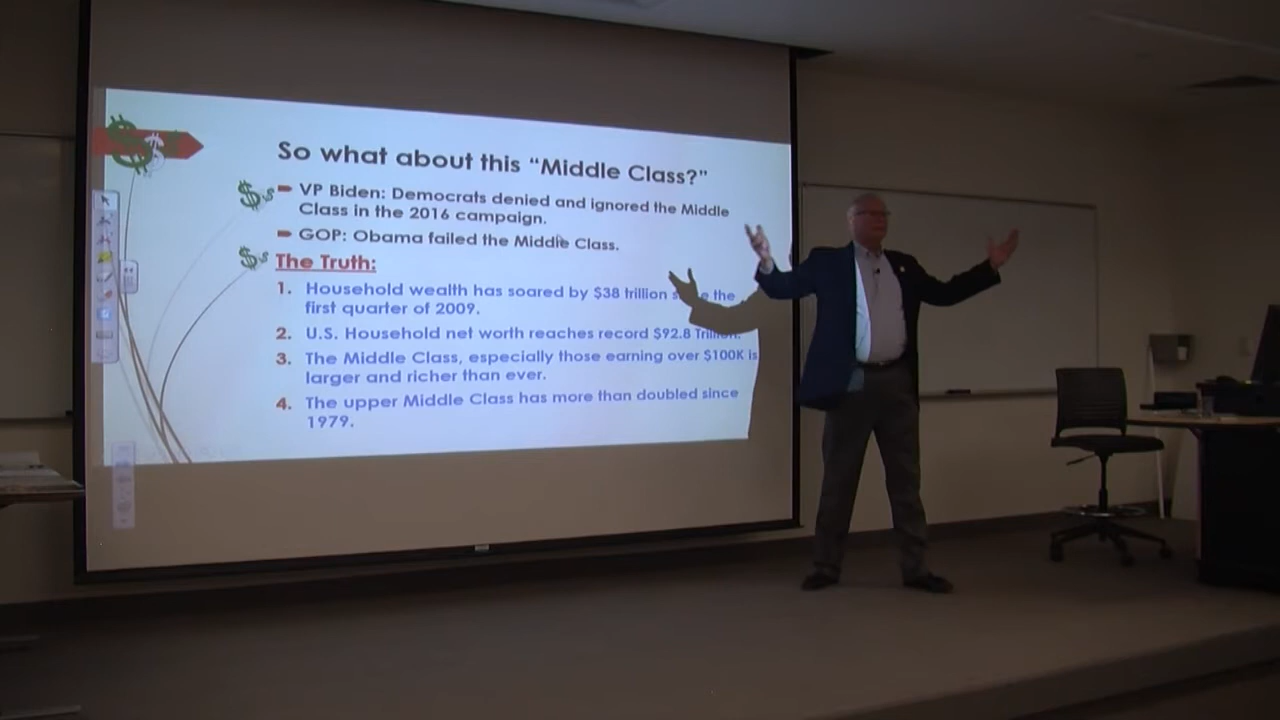 So what about this “Middle Class?”
VP Biden: Democrats denied and ignored the Middle
Class in the 2016 campaign.
GOP: Obama failed the Middle Class.
The Truth:
1. Household wealth has soared by $38 trillion the
first quarter of 2009.
2. U.S. Household net worth reaches record $92.8
3. The Middle Class, especially those earning over $100K is
larger and richer than ever.
4. The upper Middle Class has more than doubled since
1979.